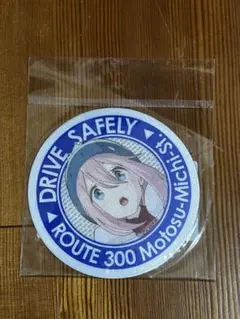 ▼ DRIVE SAFELY ▼
ROUTE 300 Motosu-Michi-St.